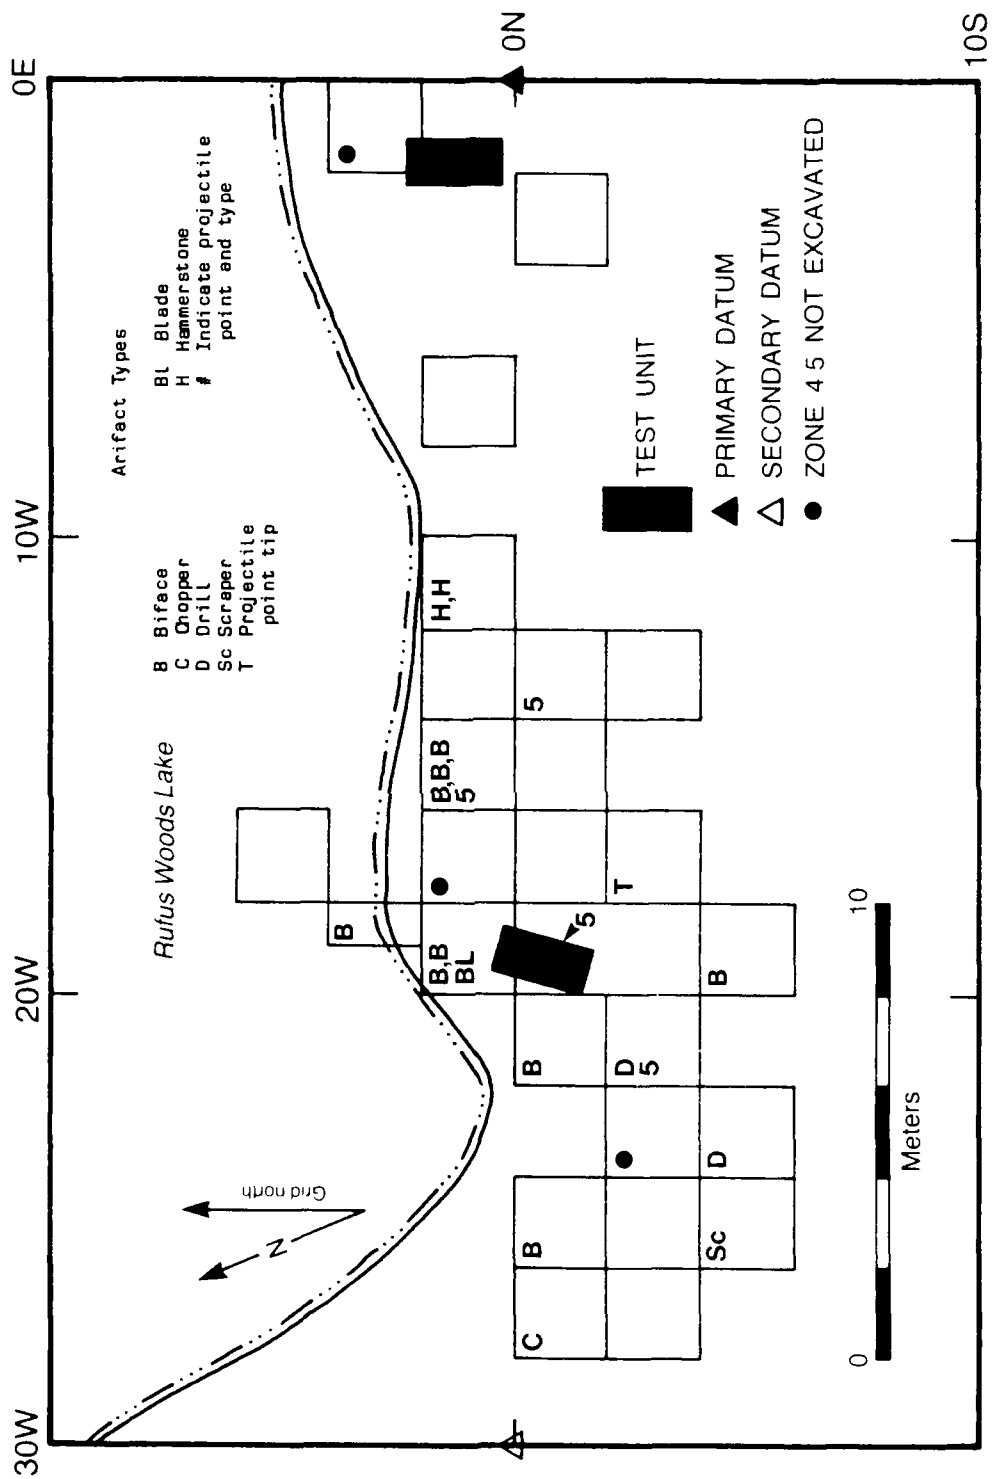 30W
20W
10W
0E
0N
10S
Rufus Woods Lake
Arifact Types
B Biface
C Chopper
D Drill
Sc Scraper
T Projectile
point tip
Bl Blade
H Hammerstone
# Indicate projectile
point and type
N
Grid north
B
B,B
BL
B,B,B
5
H,H
5
5
T
B
B
D
5
D
B
Sc
C
TEST UNIT
PRIMARY DATUM
SECONDARY DATUM
ZONE 4 5 NOT EXCAVATED
0
10
Meters